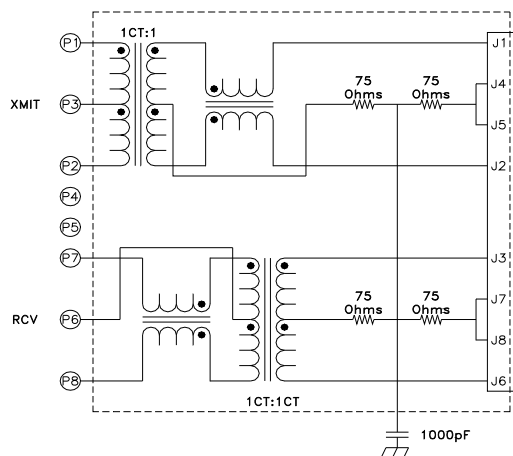 1CT:1
P1
J1
75
Ohms
75
Ohms
J4
XMIT
P3
J5
P2
J2
P4
P5
P7
J3
75
Ohms
75
Ohms
J7
RCV
P6
J8
P8
J6
1CT:1CT
1000pF